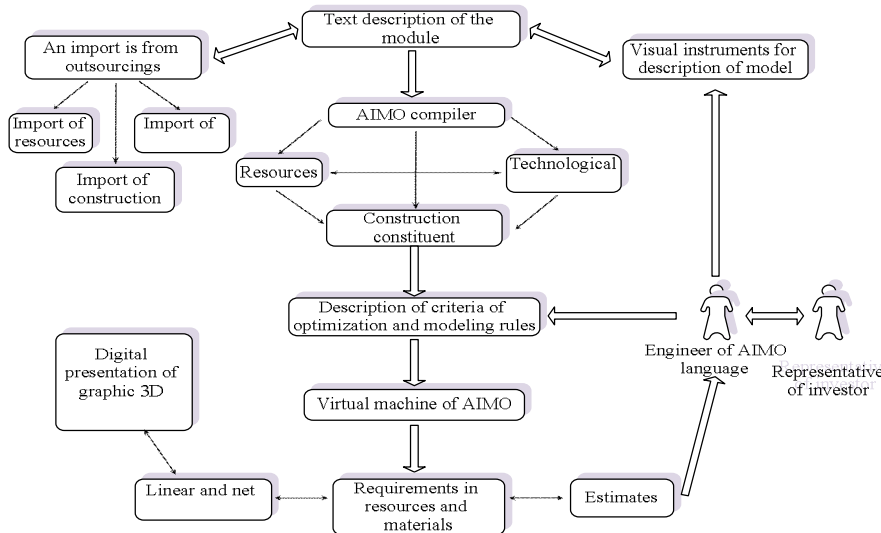 Text description of the
module
An import is from
outsourcings
Visual instruments for
description of model
Import of
resources
Import of
AIMO compiler
Import of
construction
Resources
Technological
Construction
constituent
Description of criteria of
optimization and modeling rules
Engineer of AIMO
language
Representative
of investor
Digital
presentation of
graphic 3D
Virtual machine of AIMO
Linear and net
Requirements in
resources and
materials
Estimates